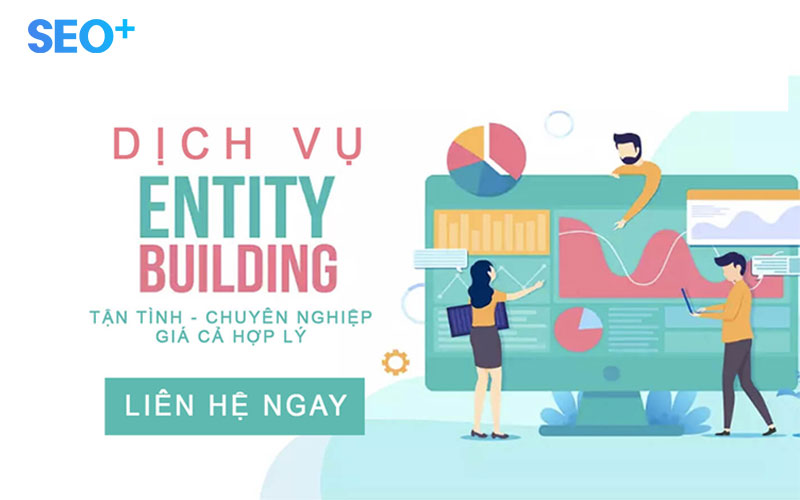 SEO+
DỊCH VỤ
ENTITY
BUILDING
TẬN TÌNH - CHUYÊN NGHIỆP
GIÁ CẢ HỢP LÝ
LIÊN HỆ NGAY